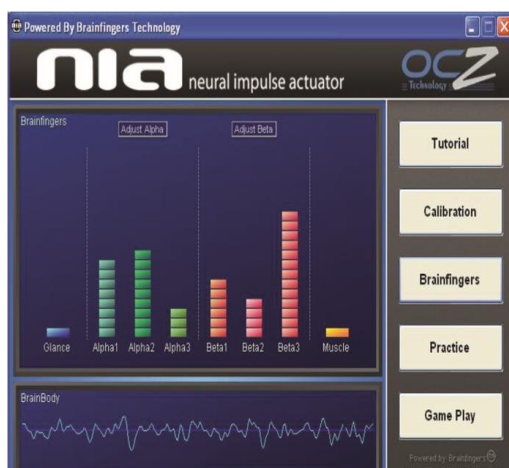 Powered By Brainfingers Technology
nia neural impulse actuator
OCZ
Technology
Brainfingers
Adjust Alpha Adjust Beta
Glance Alpha1 Alpha2 Alpha3 Beta1 Beta2 Beta3 Muscle
BrainBody
Tutorial
Calibration
Brainfingers
Practice
Game Play
Powered by Brainfingers